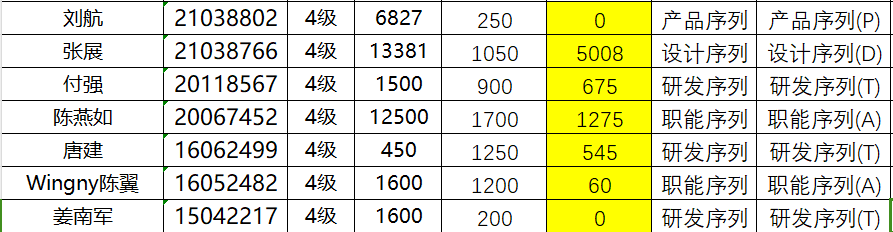 刘航 21038802 4级 6827 250 0 产品序列 产品序列(P)
张展 21038766 4级 13381 1050 5008 设计序列 设计序列(D)
付强 20118567 4级 1500 900 675 研发序列 研发序列(T)
陈燕如 20067452 4级 12500 1700 1275 职能序列 职能序列(A)
唐建 16062499 4级 450 1250 545 研发序列 研发序列(T)
Wingny陈翼 16052482 4级 1600 1200 60 职能序列 职能序列(A)
姜南军 15042217 4级 1600 200 0 研发序列 研发序列(T)